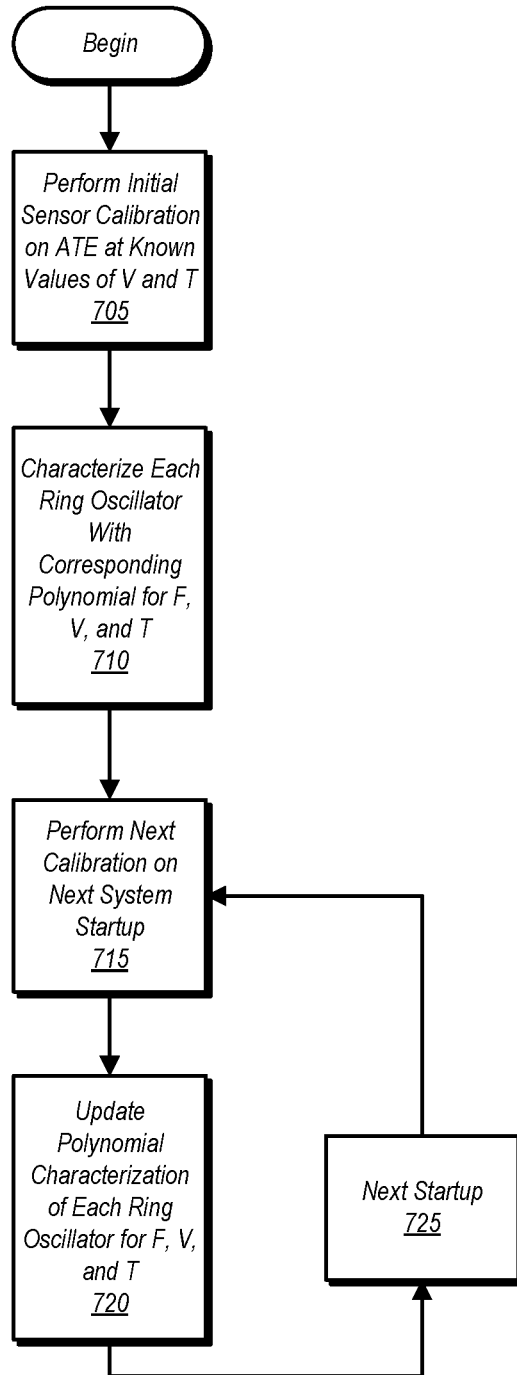 Begin
Perform Initial
Sensor Calibration
on ATE at Known
Values of V and T
705
Characterize Each
Ring Oscillator
With
Corresponding
Polynomial for F,
V, and T
710
Perform Next
Calibration on
Next System
Startup
715
Update
Polynomial
Characterization
of Each Ring
Oscillator for F, V,
and T
720
Next Startup
725